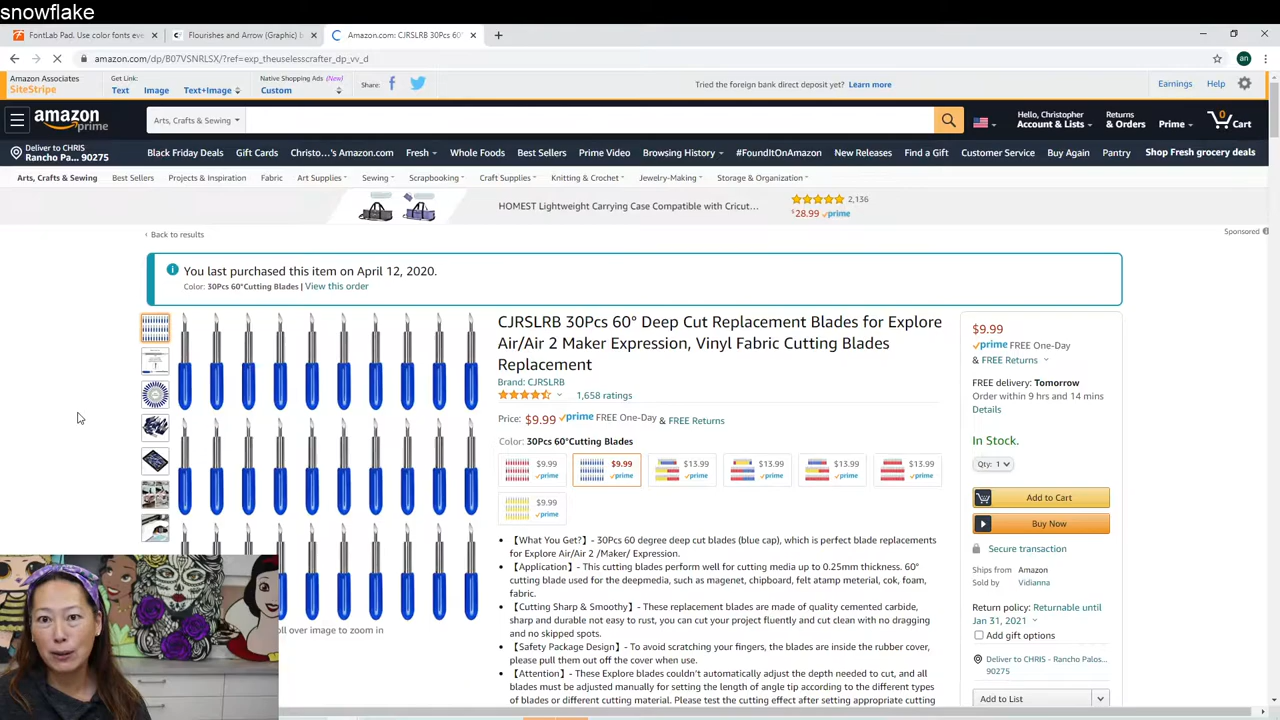 snowflake
FontLab Pad. Use color fonts eve
Flourishes and Arrow (Graphic) b
Amazon.com: CJRSLRB 30Pcs 60°
amazon.com/dp/B07VSNRLSX/?ref=exp_theuselesscrafter_dp_vv_d
an
Amazon Associates
SiteStripe
Get Link:
Text
Image
Text+Image
Native Shopping Ads (New)
Custom
Share:
Tried the foreign bank direct deposit yet? Learn more
Earnings
Help
amazon prime
Arts, Crafts & Sewing
Hello, Christopher
Account & Lists
Returns
& Orders
Prime
0
Cart
Deliver to CHRIS
Rancho Pa... 90275
Black Friday Deals
Gift Cards
Christo...'s Amazon.com
Fresh
Whole Foods
Best Sellers
Prime Video
Browsing History
#FoundItOnAmazon
New Releases
Find a Gift
Customer Service
Buy Again
Pantry
Shop Fresh grocery deals
Arts, Crafts & Sewing
Best Sellers
Projects & Inspiration
Fabric
Art Supplies
Sewing
Scrapbooking
Craft Supplies
Knitting & Crochet
Jewelry-Making
Storage & Organization
HOMEST Lightweight Carrying Case Compatible with Cricut...
2,136
$28.99 prime
Sponsored
‹ Back to results
You last purchased this item on April 12, 2020.
Color: 30Pcs 60°Cutting Blades | View this order
CJRSLRB 30Pcs 60° Deep Cut Replacement Blades for Explore
Air/Air 2 Maker Expression, Vinyl Fabric Cutting Blades
Replacement
Brand: CJRSLRB
1,658 ratings
Price: $9.99 prime FREE One-Day & FREE Returns
Color: 30Pcs 60°Cutting Blades
$9.99 prime
$9.99 prime
$13.99 prime
$13.99 prime
$13.99 prime
$13.99 prime
$9.99 prime
• 【What You Get?】- 30Pcs 60 degree deep cut blades (blue cap), which is perfect blade replacements
for Explore Air/Air 2 /Maker/ Expression.
• 【Application】- This cutting blades perform well for cutting media up to 0.25mm thickness. 60°
cutting blade used for the deepmedia, such as magenet, chipboard, felt atamp material, cok, foam,
fabric.
• 【Cutting Sharp & Smoothy】- These replacement blades are made of quality cemented carbide,
sharp and durable not easy to rust, you can cut your project fluently and cut clean with no dragging
and no skipped spots.
• 【Safety Package Design】- To avoid scratching your fingers, the blades are inside the rubber cover,
please pull them out off the cover when use.
• 【Attention】- These Explore blades couldn't automatically adjust the depth needed to cut, and all
blades must be adjusted manually for setting the length of angle tip according to the different types
of blades or different cutting material. Please test the cutting effect after setting appropriate cutting
oll over image to zoom in
$9.99
prime FREE One-Day
& FREE Returns
FREE delivery: Tomorrow
Order within 9 hrs and 14 mins
Details
In Stock.
Qty: 1
Add to Cart
Buy Now
Secure transaction
Ships from Amazon
Sold by Vidianna
Return policy: Returnable until
Jan 31, 2021
Add gift options
Deliver to CHRIS - Rancho Palos...
90275
Add to List